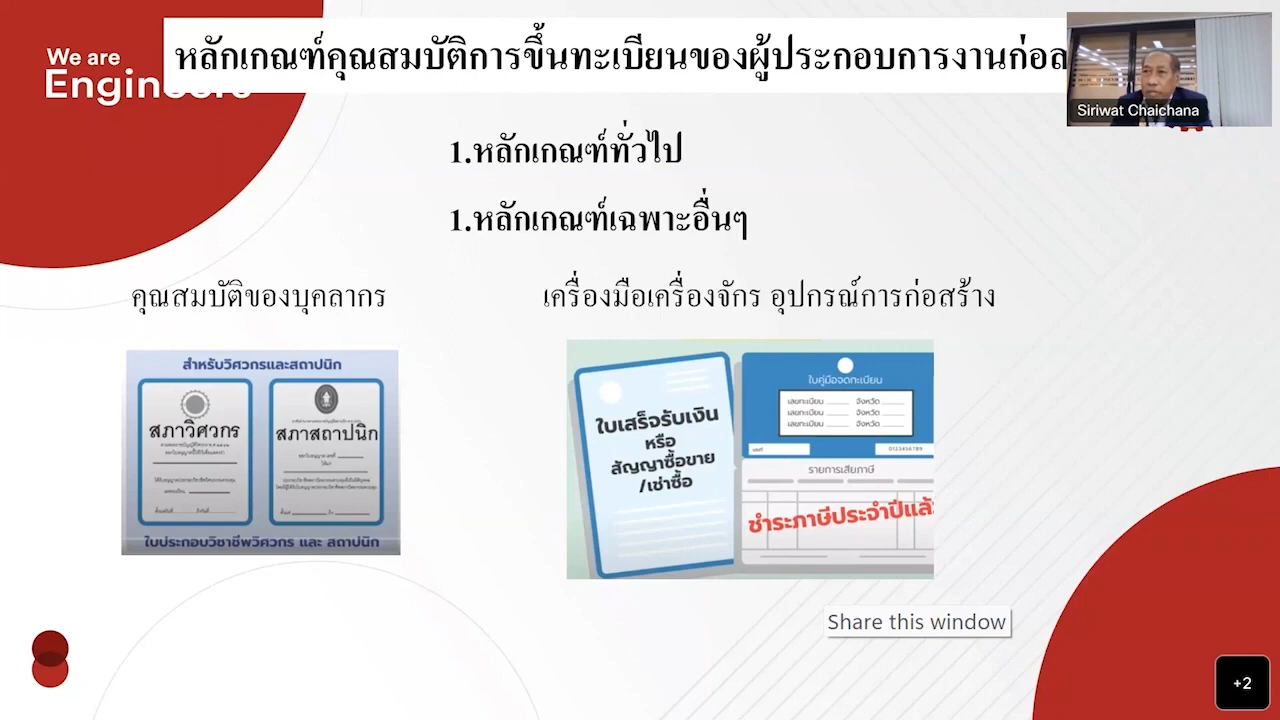 We are
Engineers
หลักเกณฑ์คุณสมบัติการขึ้นทะเบียนของผู้ประกอบการงานก่อส
Siriwat Chaichana
1.หลักเกณฑ์ทั่วไป
1.หลักเกณฑ์เฉพาะอื่นๆ
คุณสมบัติของบุคลากร
เครื่องมือเครื่องจักร อุปกรณ์การก่อสร้าง
สำหรับวิศวกรและสถาปนิก
สภาวิศวกร
สภาสถาปนิก
ใบประกอบวิชาชีพวิศวกร และ สถาปนิก
ใบเสร็จรับเงิน
หรือ
สัญญาซื้อขาย
/เช่าซื้อ
ใบคู่มือจดทะเบียน
เลขทะเบียน จังหวัด
เลขทะเบียน จังหวัด
เลขทะเบียน จังหวัด
เลขที่ 0123456789
รายการเสียภาษี
ชำระภาษีประจำปีแล้ว
Share this window
+2